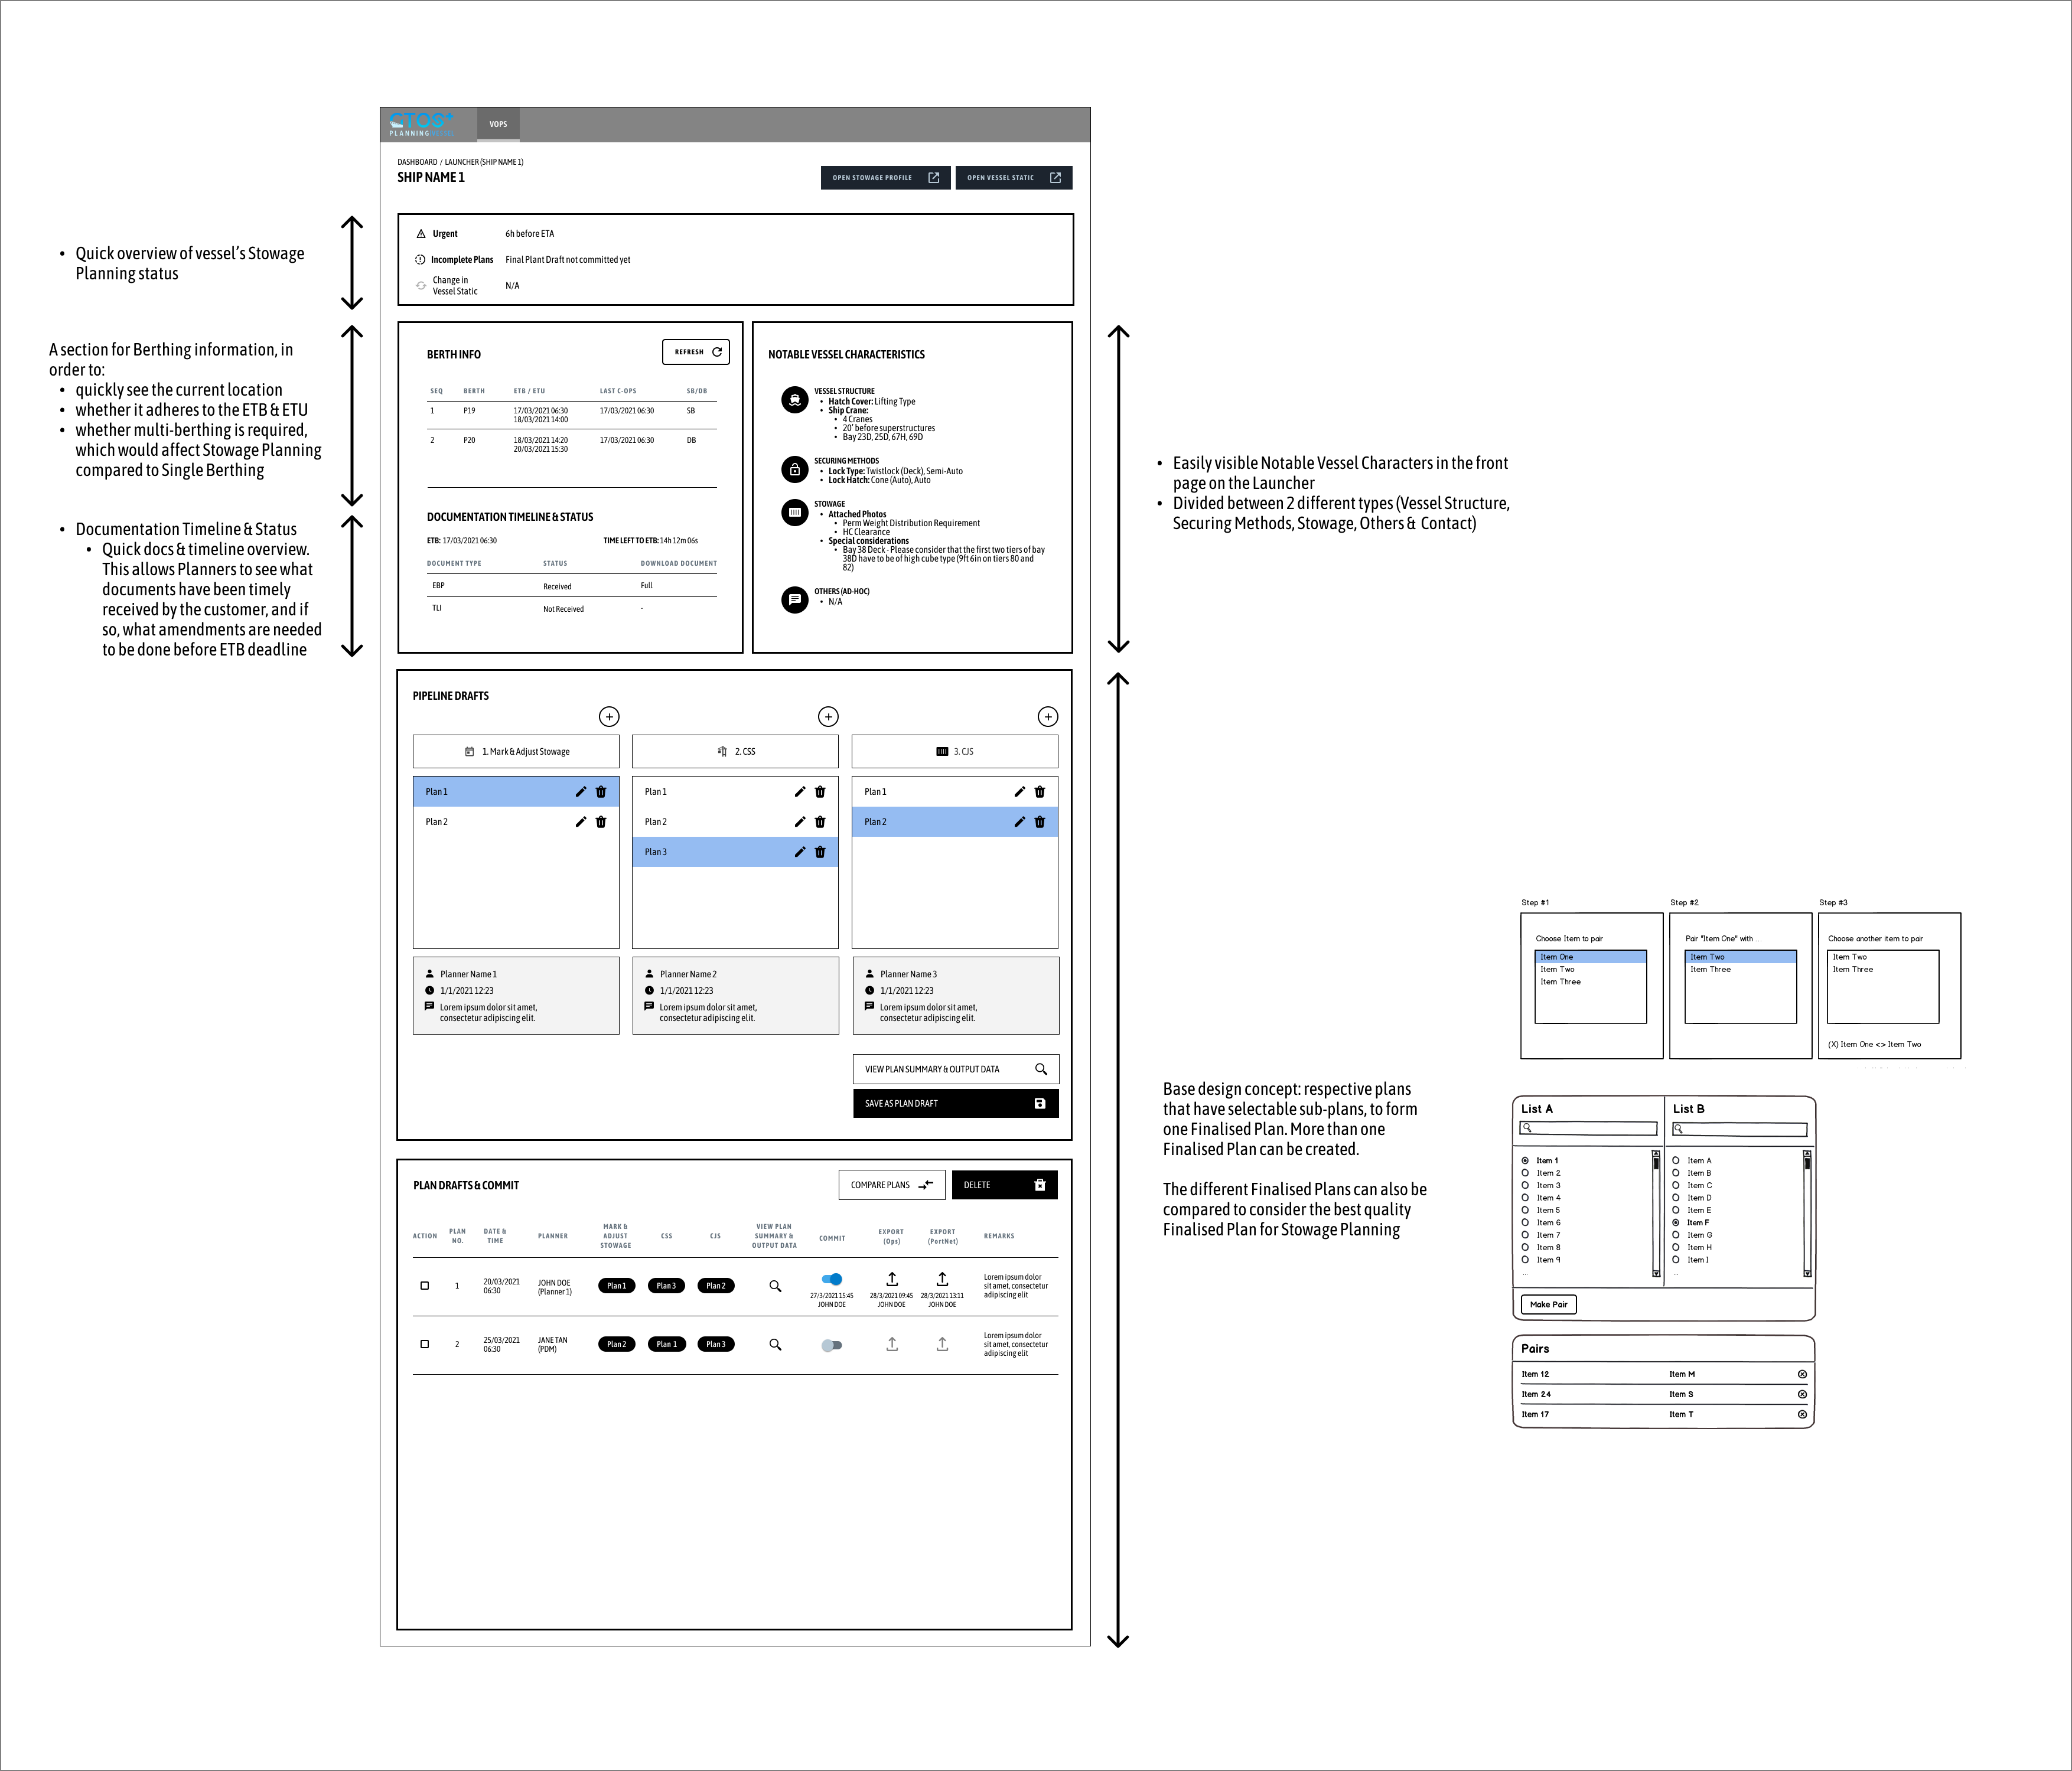 CTOS+
PLANNING VESSEL
VOPS
DASHBOARD / LAUNCHER (SHIP NAME 1)
SHIP NAME 1
OPEN STOWAGE PROFILE
OPEN VESSEL STATIC
• Quick overview of vessel's Stowage
Planning status
Urgent 6h before ETA
Incomplete Plans Final Plant Draft not committed yet
Change in
Vessel Static
N/A
A section for Berthing information, in
order to:
• quickly see the current location
• whether it adheres to the ETB & ETU
• whether multi-berthing is required,
which would affect Stowage Planning
compared to Single Berthing
• Documentation Timeline & Status
• Quick docs & timeline overview.
This allows Planners to see what
documents have been timely
received by the customer, and if
so, what amendments are needed
to be done before ETB deadline
BERTH INFO
REFRESH
SEQ BERTH ETB / ETU LAST C-OPS SB/DB
1 P19 17/03/2021 06:30 17/03/2021 06:30 SB
18/03/2021 14:00
2 P20 18/03/2021 14:20 17/03/2021 06:30 DB
20/03/2021 15:30
DOCUMENTATION TIMELINE & STATUS
ETB: 17/03/2021 06:30 TIME LEFT TO ETB: 14h 12m 06s
DOCUMENT TYPE STATUS DOWNLOAD DOCUMENT
EBP Received Full
TLI Not Received -
NOTABLE VESSEL CHARACTERISTICS
VESSEL STRUCTURE
• Hatch Cover: Lifting Type
• Ship Crane:
• 4 Cranes
• 20' before superstructures
• Bay 23D, 25D, 67H, 69D
SECURING METHODS
• Lock Type: Twistlock (Deck), Semi-Auto
• Lock Hatch: Cone (Auto), Auto
STOWAGE
• Attached Photos
• Perm Weight Distribution Requirement
• HC Clearance
• Special considerations
• Bay 38 Deck - Please consider that the first two tiers of bay
38D have to be of high cube type (9ft 6in on tiers 80 and
82)
OTHERS (AD-HOC)
• N/A
• Easily visible Notable Vessel Characters in the front
page on the Launcher
• Divided between 2 different types (Vessel Structure,
Securing Methods, Stowage, Others & Contact)
PIPELINE DRAFTS
1. Mark & Adjust Stowage
2. CSS
3. CJS
Plan 1
Plan 2
Plan 1
Plan 2
Plan 3
Plan 1
Plan 2
Planner Name 1
1/1/2021 12:23
Lorem ipsum dolor sit amet,
consectetur adipiscing elit.
Planner Name 2
1/1/2021 12:23
Lorem ipsum dolor sit amet,
consectetur adipiscing elit.
Planner Name 3
1/1/2021 12:23
Lorem ipsum dolor sit amet,
consectetur adipiscing elit.
VIEW PLAN SUMMARY & OUTPUT DATA
SAVE AS PLAN DRAFT
PLAN DRAFTS & COMMIT
COMPARE PLANS
DELETE
ACTION
PLAN
NO.
DATE &
TIME
PLANNER
MARK &
ADJUST
STOWAGE
CSS
CJS
VIEW PLAN
SUMMARY &
OUTPUT DATA
COMMIT
EXPORT
(Ops)
EXPORT
(PortNet)
REMARKS
1
20/03/2021
06:30
JOHN DOE
(Planner 1)
Plan 1
Plan 3
Plan 2
27/3/2021 15:45
JOHN DOE
28/3/2021 09:45
JOHN DOE
28/3/2021 13:11
JOHN DOE
Lorem ipsum dolor
sit amet, consectetur
adipiscing elit
2
25/03/2021
06:30
JANE TAN
(PDM)
Plan 2
Plan 1
Plan 3
Lorem ipsum dolor
sit amet, consectetur
adipiscing elit
Base design concept: respective plans
that have selectable sub-plans, to form
one Finalised Plan. More than one
Finalised Plan can be created.
The different Finalised Plans can also be
compared to consider the best quality
Finalised Plan for Stowage Planning
Step #1
Choose Item to pair
Item One
Item Two
Item Three
Step #2
Pair "Item One" with ...
Item Two
Item Three
Step #3
Choose another item to pair
Item Two
Item Three
(X) Item One <> Item Two
List A
Item 1
Item 2
Item 3
Item 4
Item 5
Item 6
Item 7
Item 8
Item 9
...
List B
Item A
Item B
Item C
Item D
Item E
Item F
Item G
Item H
Item I
...
Make Pair
Pairs
Item 12 Item M
Item 24 Item S
Item 17 Item T